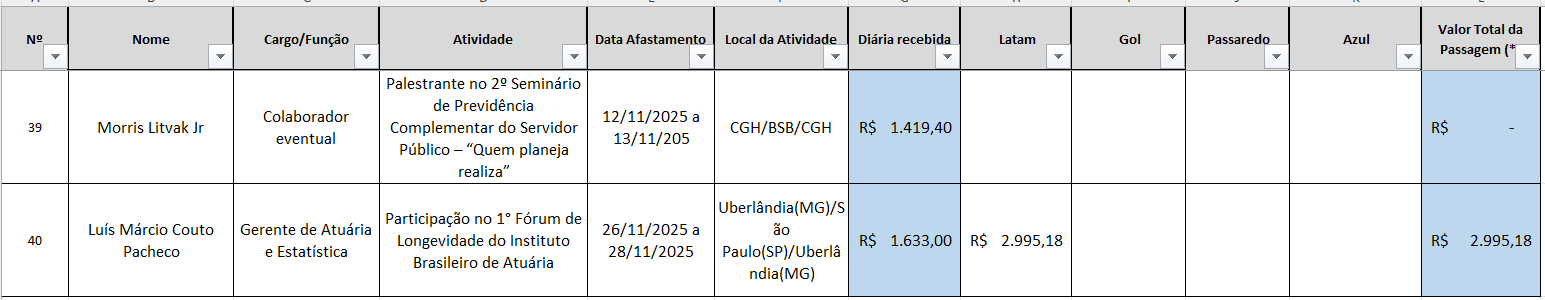 Nº Nome Cargo/Função Atividade Data Afastamento Local da Atividade Diária recebida Latam Gol Passaredo Azul Valor Total da
Passagem (*
39 Morris Litvak Jr Colaborador
eventual
Palestrante no 2º Seminário
de Previdência
Complementar do Servidor
Público – “Quem planeja
realiza”
12/11/2025 a
13/11/205
CGH/BSB/CGH R$ 1.419,40 R$ -
40 Luís Márcio Couto
Pacheco
Gerente de Atuária
e Estatística
Participação no 1° Fórum de
Longevidade do Instituto
Brasileiro de Atuária
26/11/2025 a
28/11/2025
Uberlândia(MG)/S
ão
Paulo(SP)/Uberlâ
ndia(MG)
R$ 1.633,00 R$ 2.995,18 R$ 2.995,18